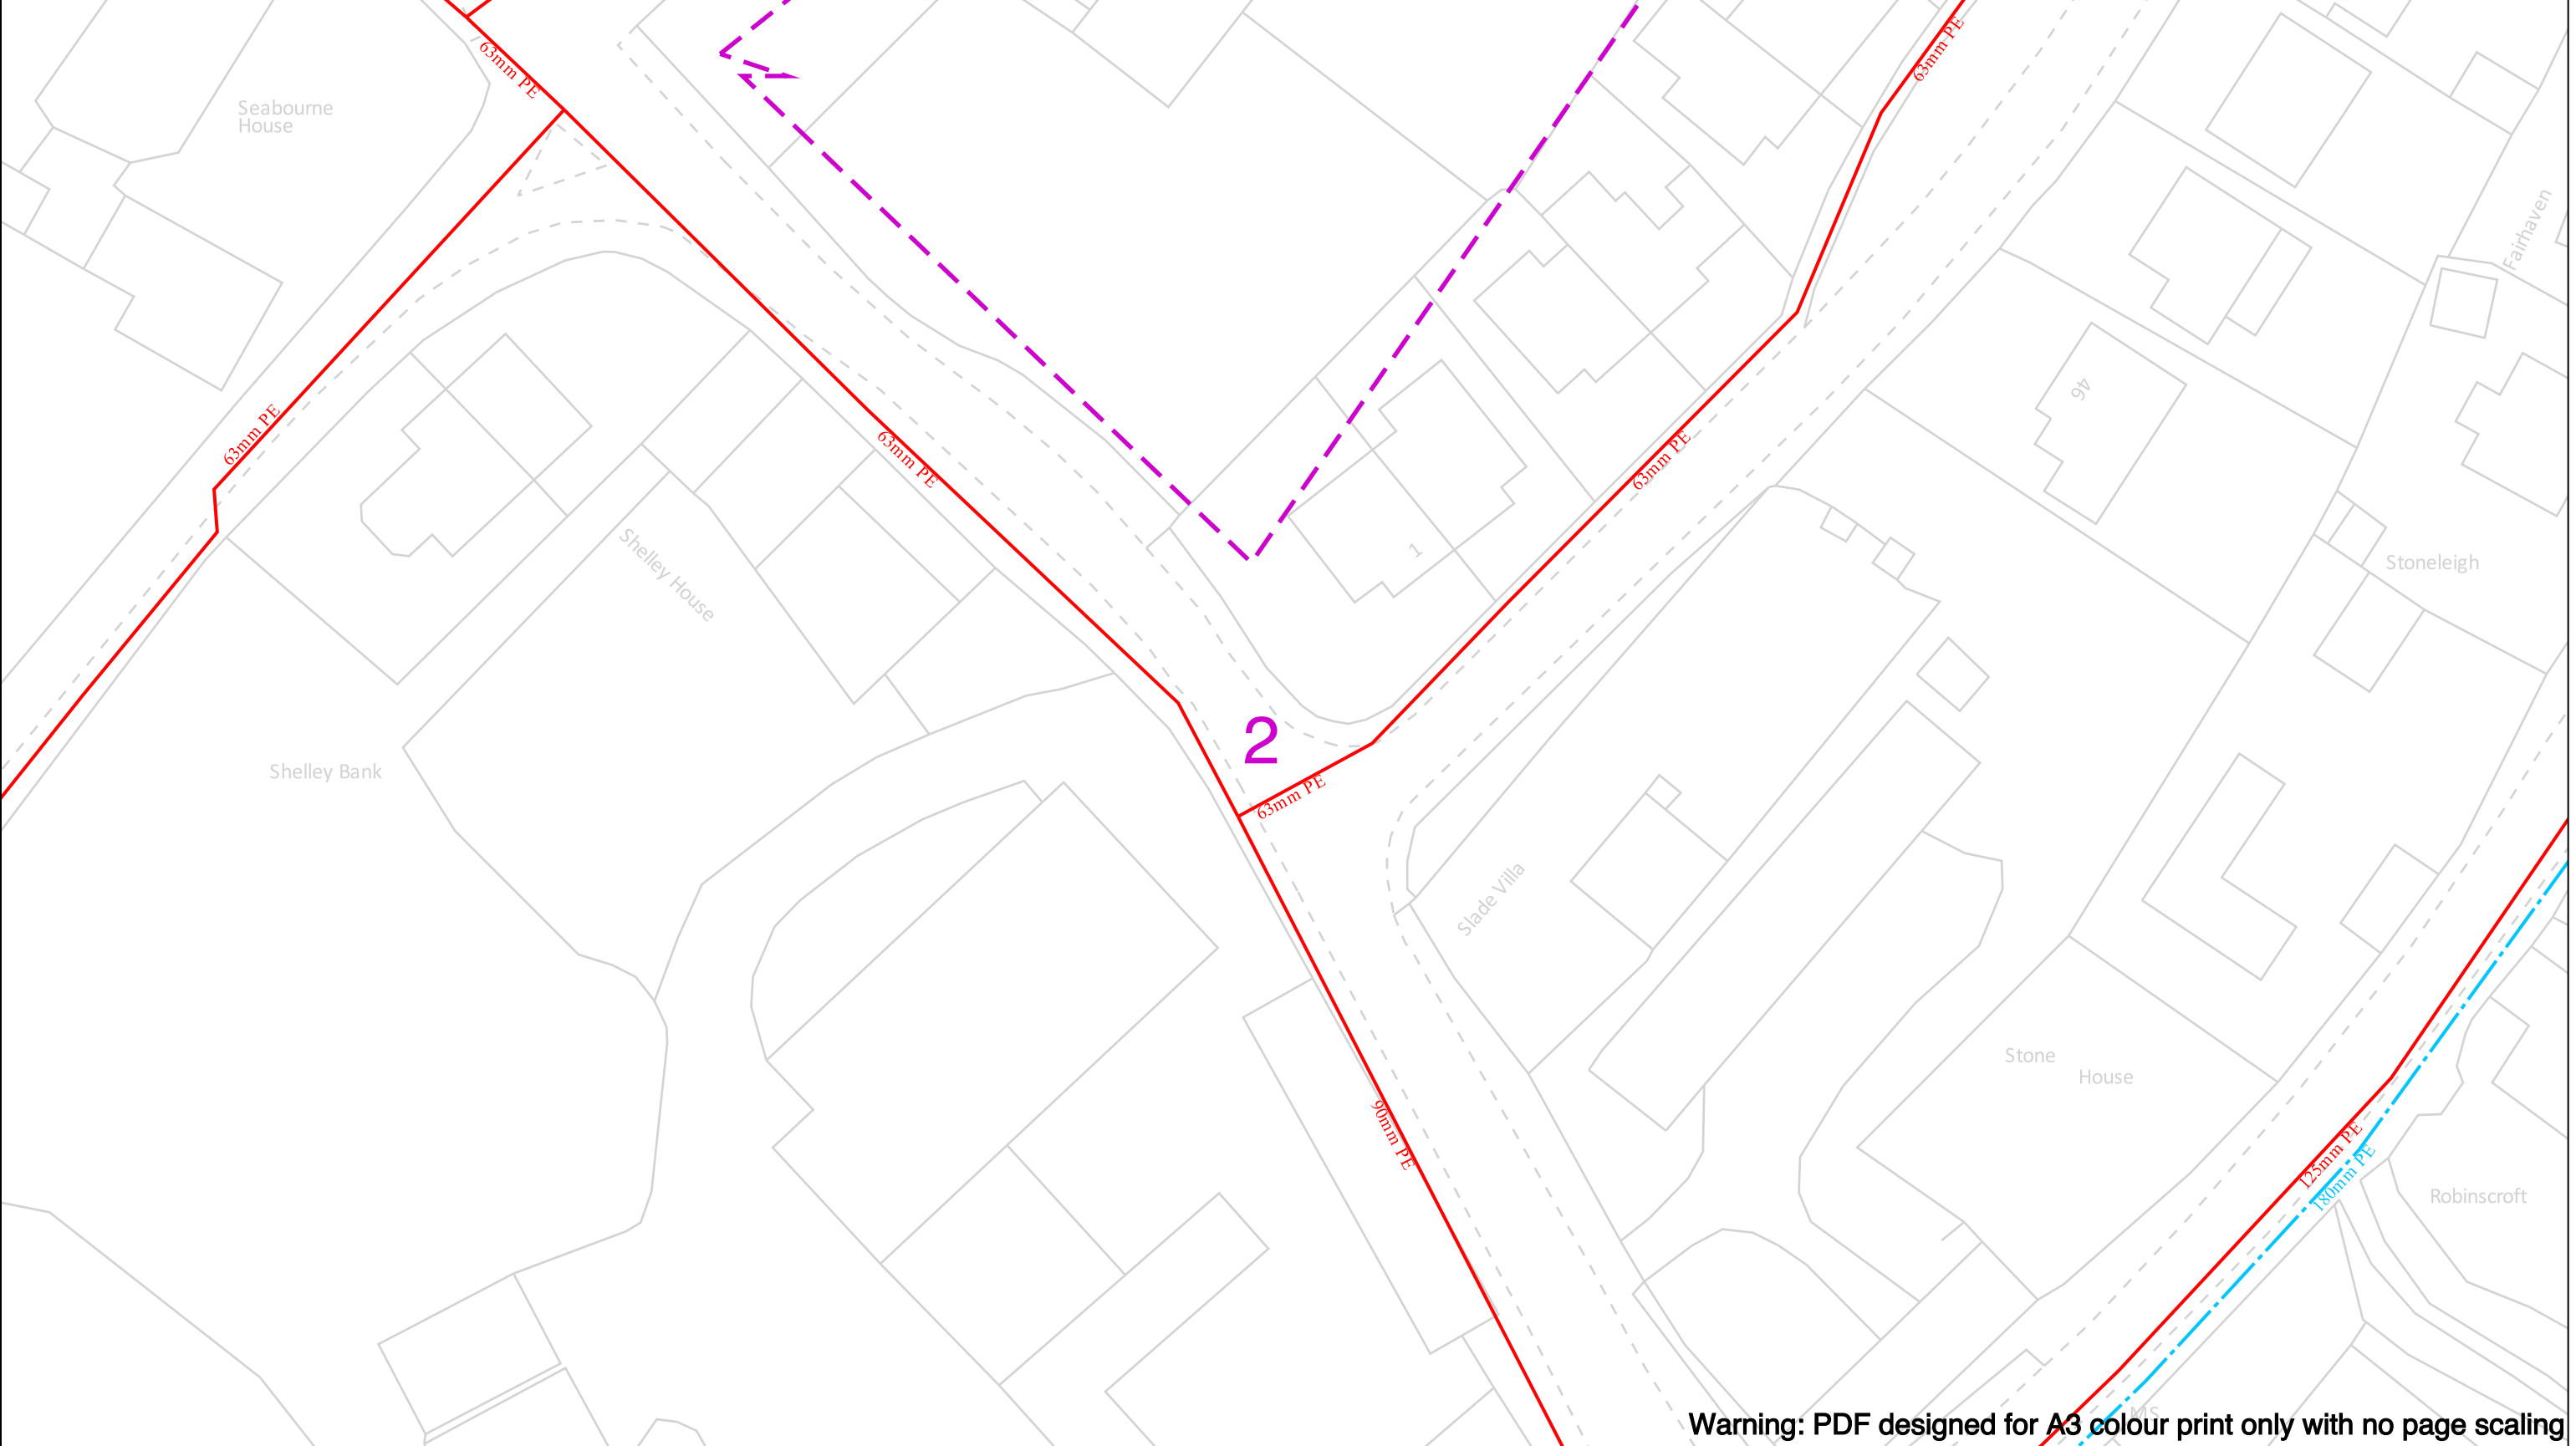 63mm PE
63mm PE
Seabourne
House
Fairhaven
46
63mm PE
63mm PE
63mm PE
Shelley House
1
Stoneleigh
2
Shelley Bank
63mm PE
Slade Villa
Stone
House
90mm PE
125mm PE
180mm PE
Robinscroft
MS
Warning: PDF designed for A3 colour print only with no page scaling